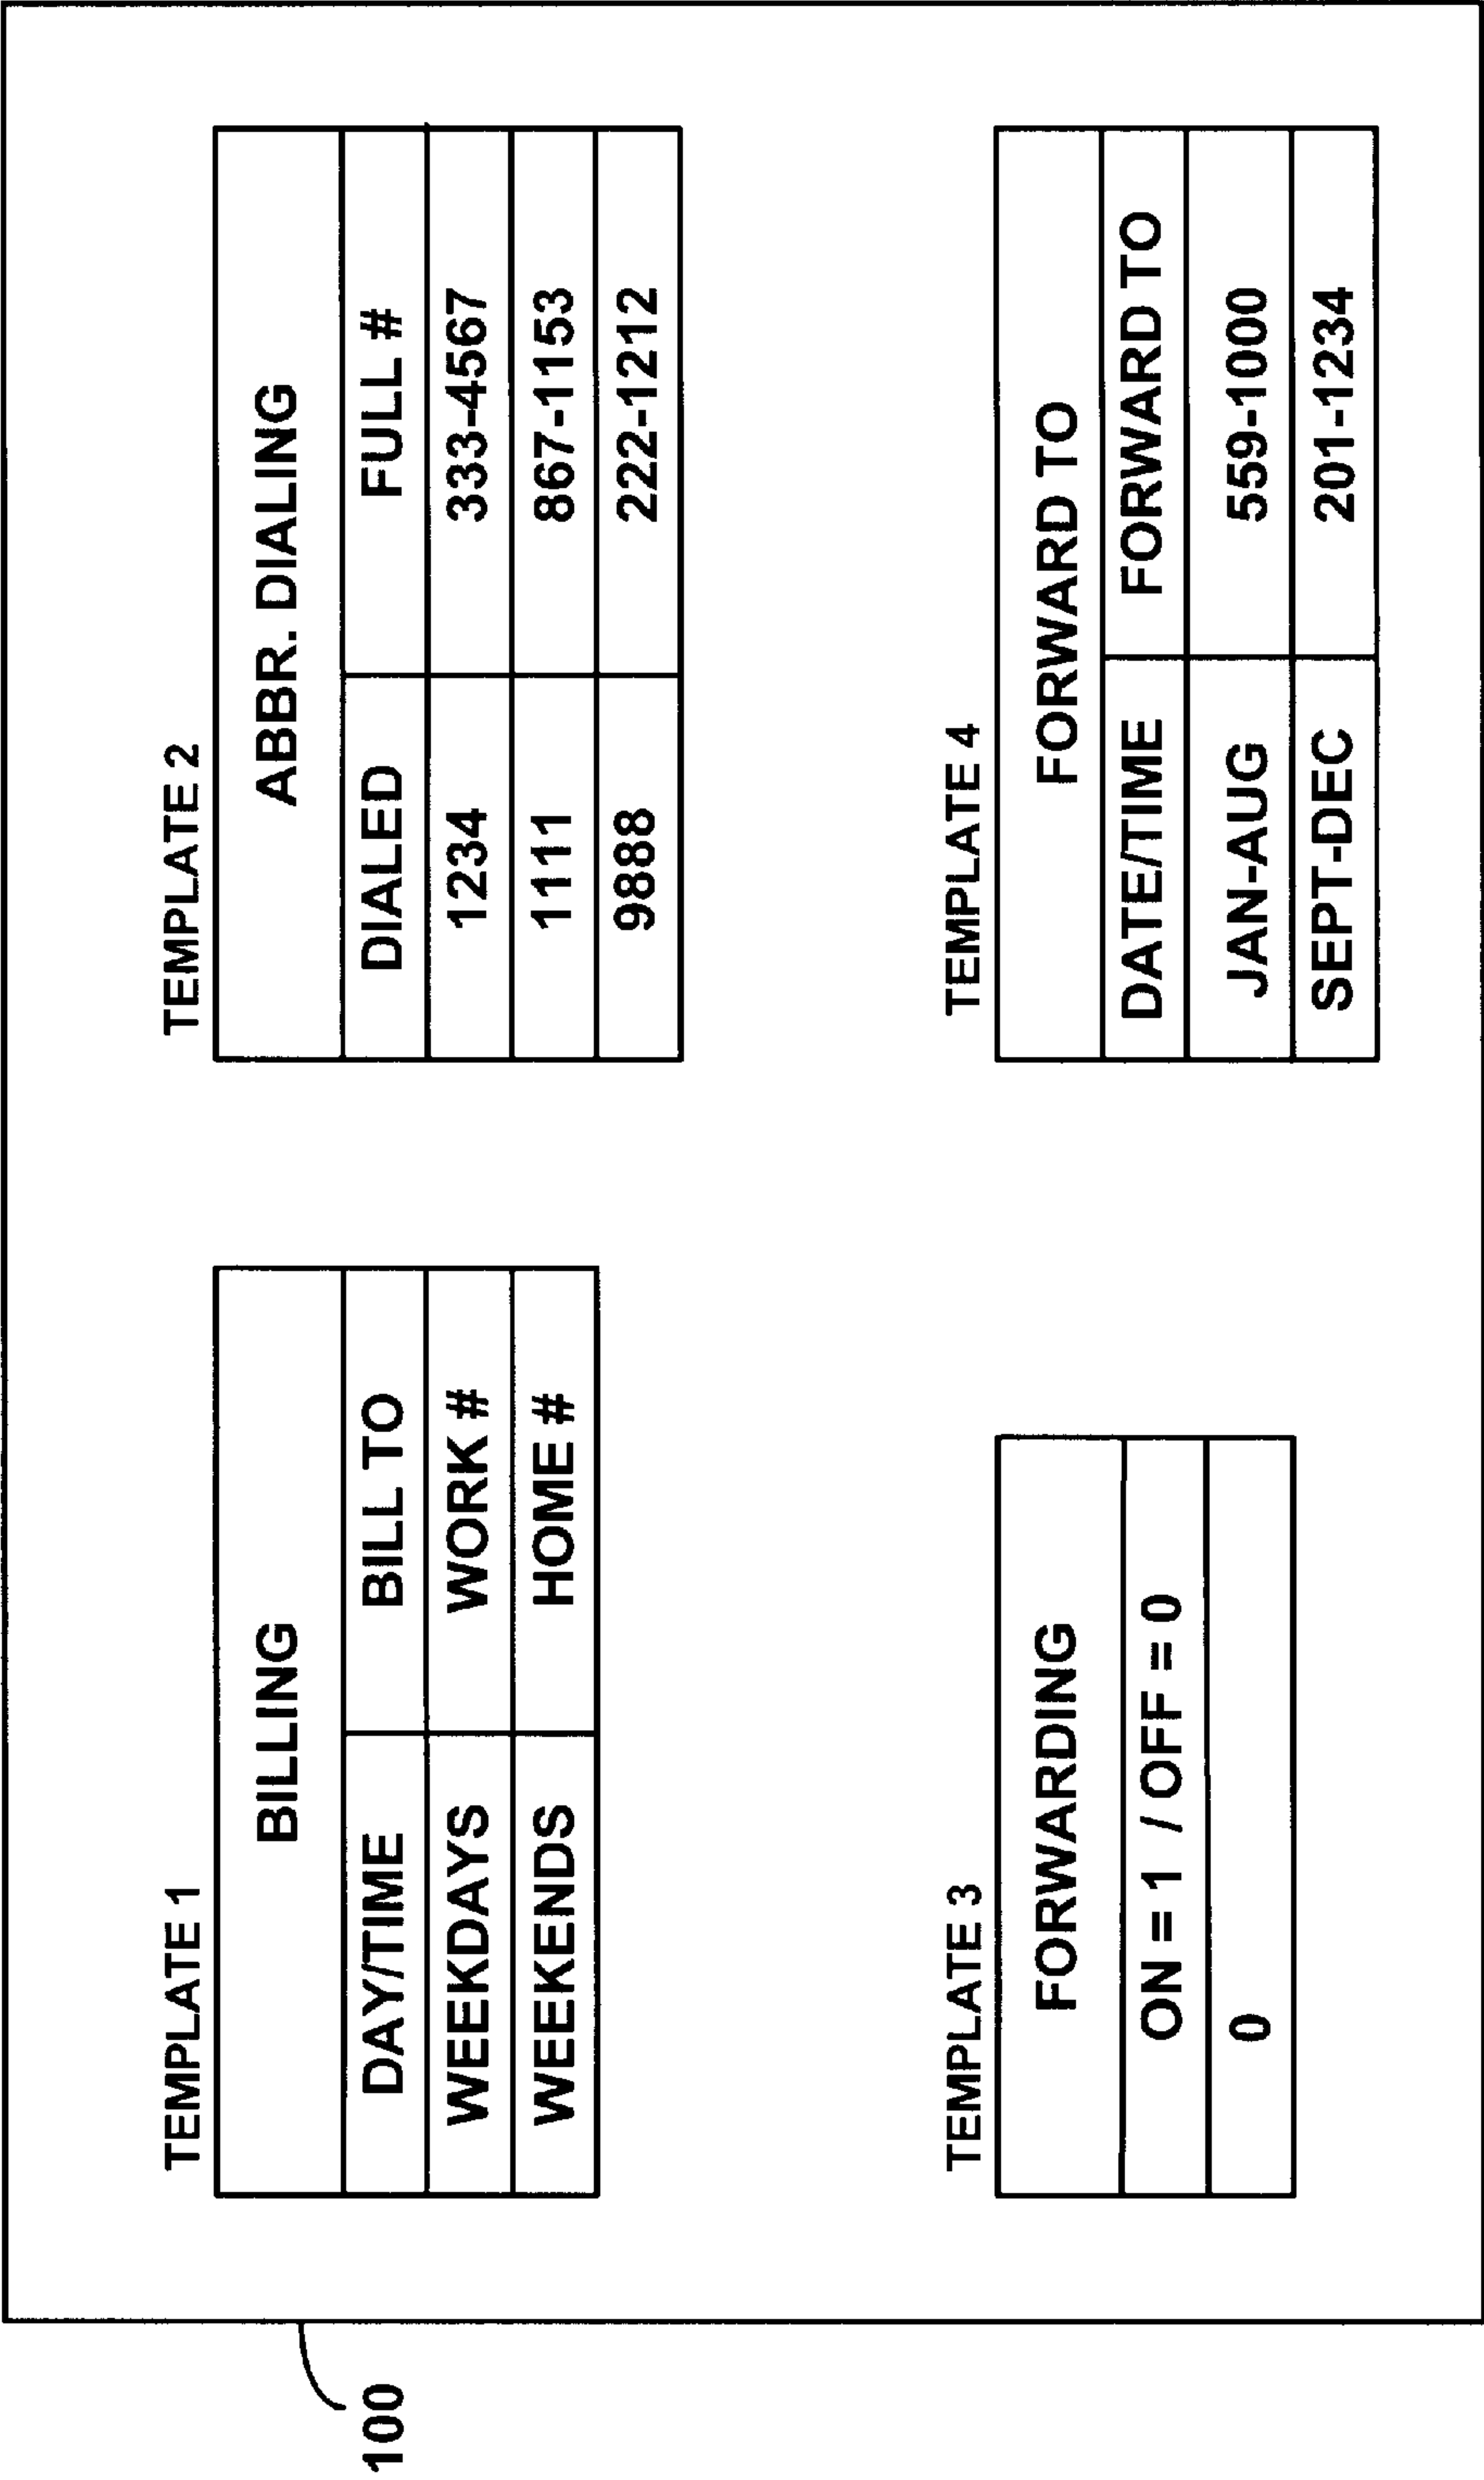 TEMPLATE 1
BILLING
DAY/TIME BILL TO
WEEKDAYS WORK #
WEEKENDS HOME #
TEMPLATE 2
ABBR. DIALING
DIALED FULL #
1234 333-4567
1111 867-1153
9888 222-1212
TEMPLATE 3
FORWARDING
ON = 1 / OFF = 0
0
TEMPLATE 4
FORWARD TO
DATE/TIME FORWARD TO
JAN-AUG 559-1000
SEPT-DEC 201-1234
100